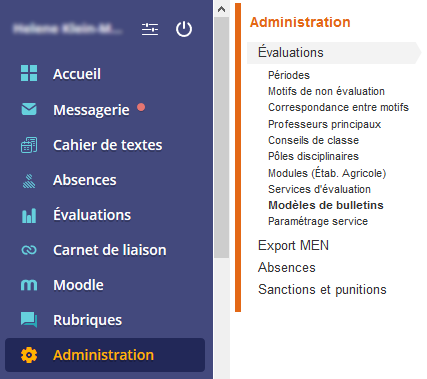 Accueil
Messagerie
Cahier de textes
Absences
Évaluations
Carnet de liaison
Moodle
Rubriques
Administration
Administration
Évaluations
Périodes
Motifs de non évaluation
Correspondance entre motifs
Professeurs principaux
Conseils de classe
Pôles disciplinaires
Modules (Étab. Agricole)
Services d'évaluation
Modèles de bulletins
Paramétrage service
Export MEN
Absences
Sanctions et punitions